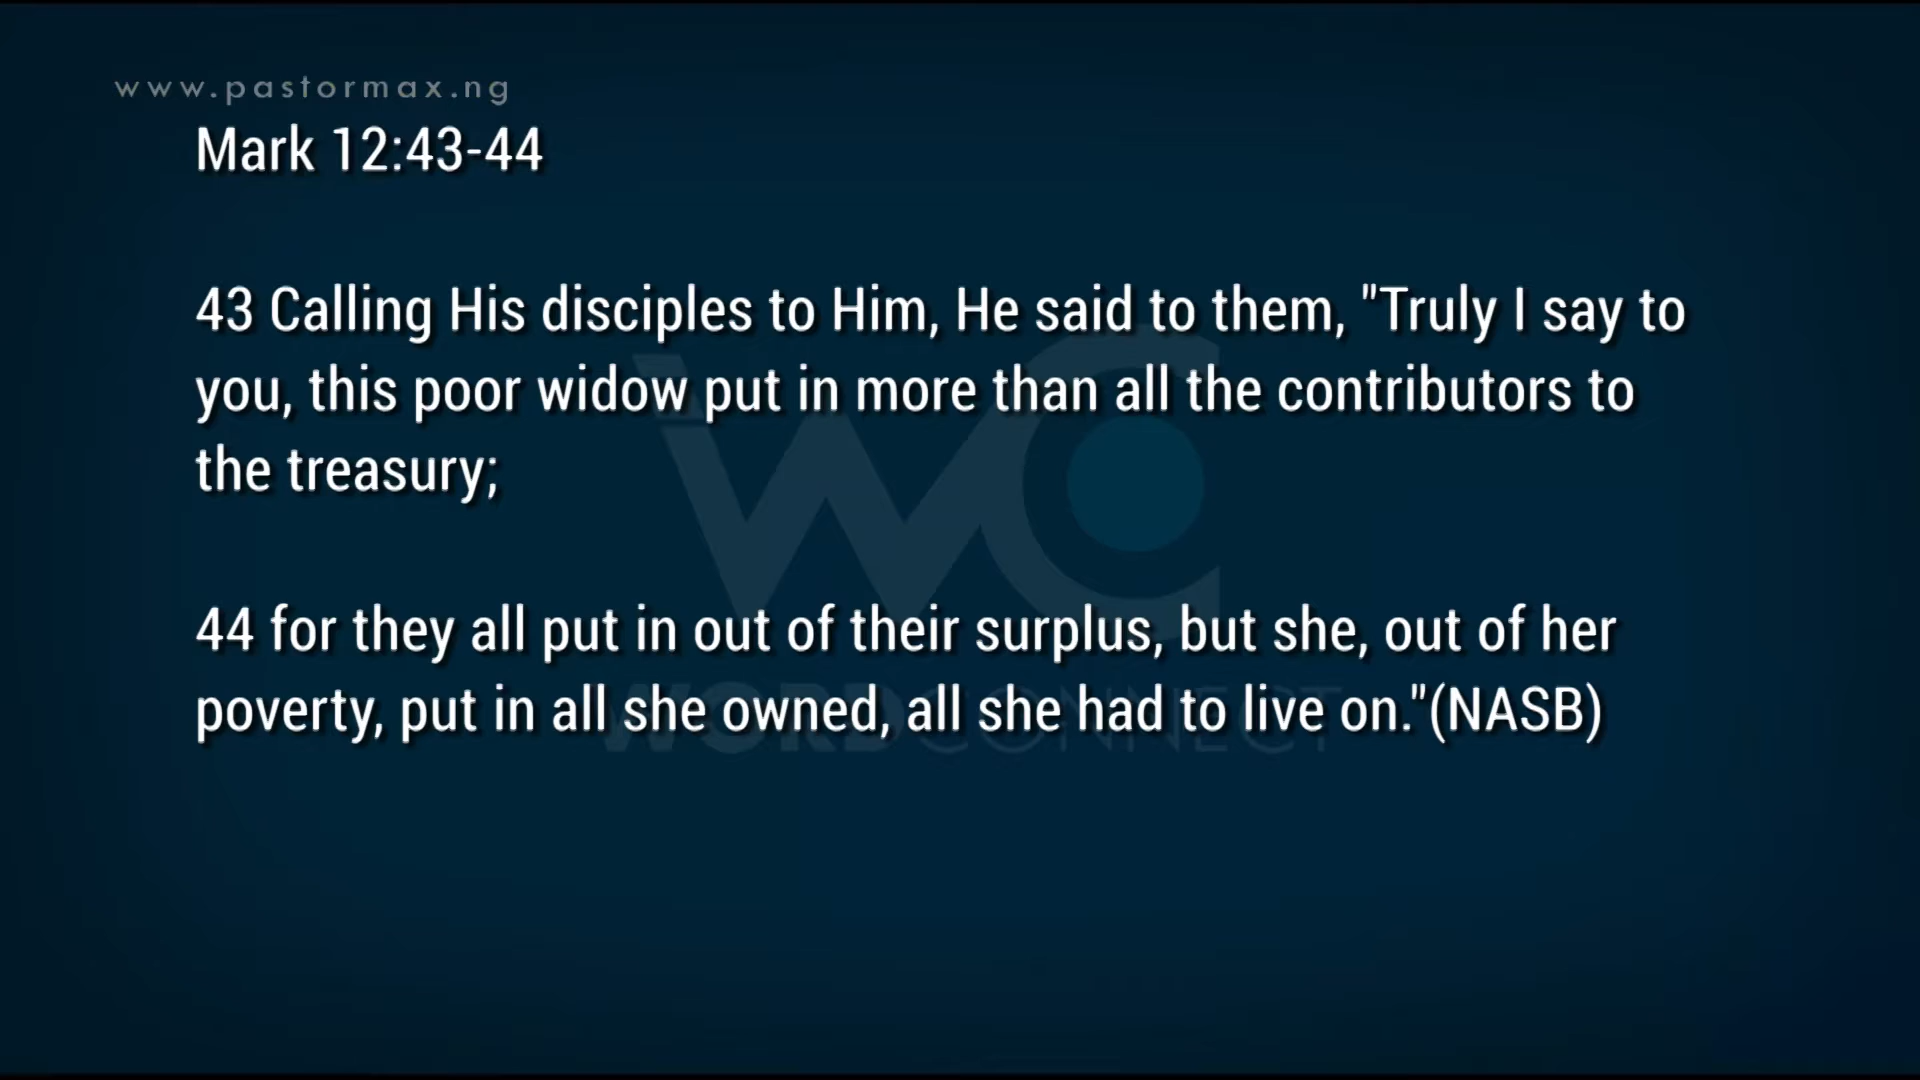 www.pastormax.ng
Mark 12:43-44
43 Calling His disciples to Him, He said to them, "Truly I say to
you, this poor widow put in more than all the contributors to
the treasury;
44 for they all put in out of their surplus, but she, out of her
poverty, put in all she owned, all she had to live on."(NASB)
WC
WORDCONNECT